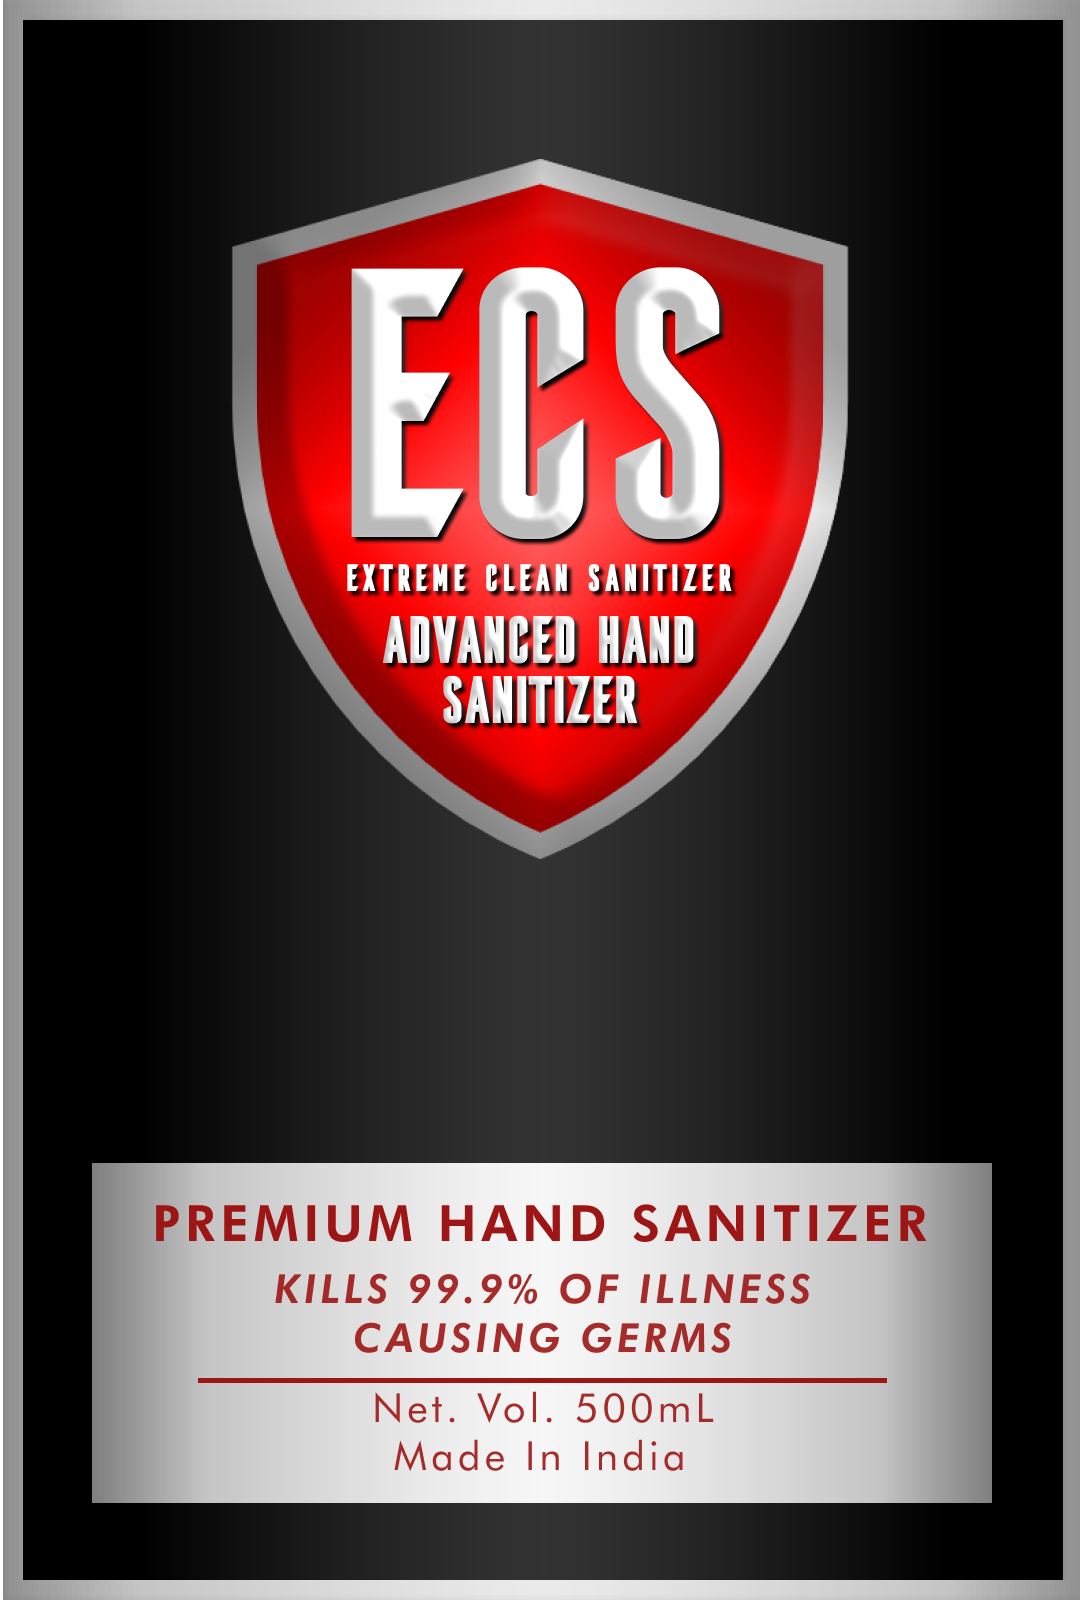 ECS
EXTREME CLEAN SANITIZER
ADVANCED HAND
SANITIZER
PREMIUM HAND SANITIZER
KILLS 99.9% OF ILLNESS
CAUSING GERMS
Net. Vol. 500mL
Made In India